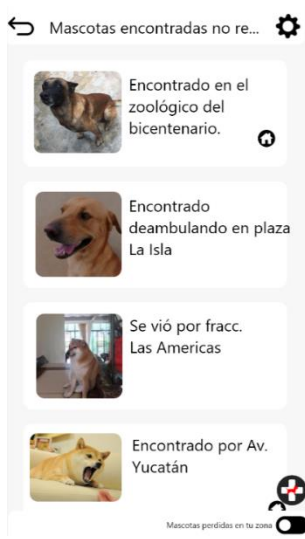 Mascotas encontradas no re...
Encontrado en el
zoológico del
bicentenario.
Encontrado
deambulando en plaza
La Isla
Se vió por fracc.
Las Americas
Encontrado por Av.
Yucatán
Mascotas perdidas en tu zona